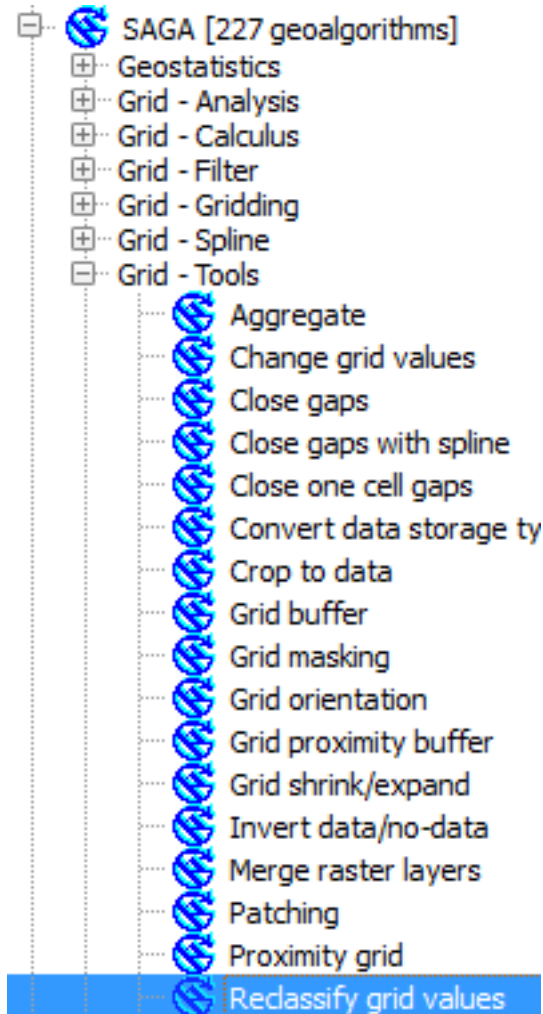 SAGA [227 geoalgorithms]
Geostatistics
Grid - Analysis
Grid - Calculus
Grid - Filter
Grid - Gridding
Grid - Spline
Grid - Tools
Aggregate
Change grid values
Close gaps
Close gaps with spline
Close one cell gaps
Convert data storage ty
Crop to data
Grid buffer
Grid masking
Grid orientation
Grid proximity buffer
Grid shrink/expand
Invert data/no-data
Merge raster layers
Patching
Proximity grid
Reclassify grid values